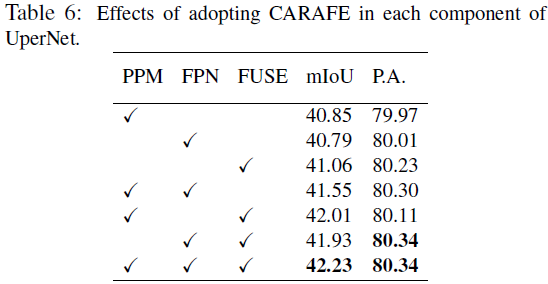 Table 6: Effects of adopting CARAFE in each component of
UperNet.
PPM FPN FUSE mIoU P.A.
✓ 40.85 79.97
✓ 40.79 80.01
✓ 41.06 80.23
✓ ✓ 41.55 80.30
✓ ✓ 42.01 80.11
✓ ✓ 41.93 80.34
✓ ✓ ✓ 42.23 80.34